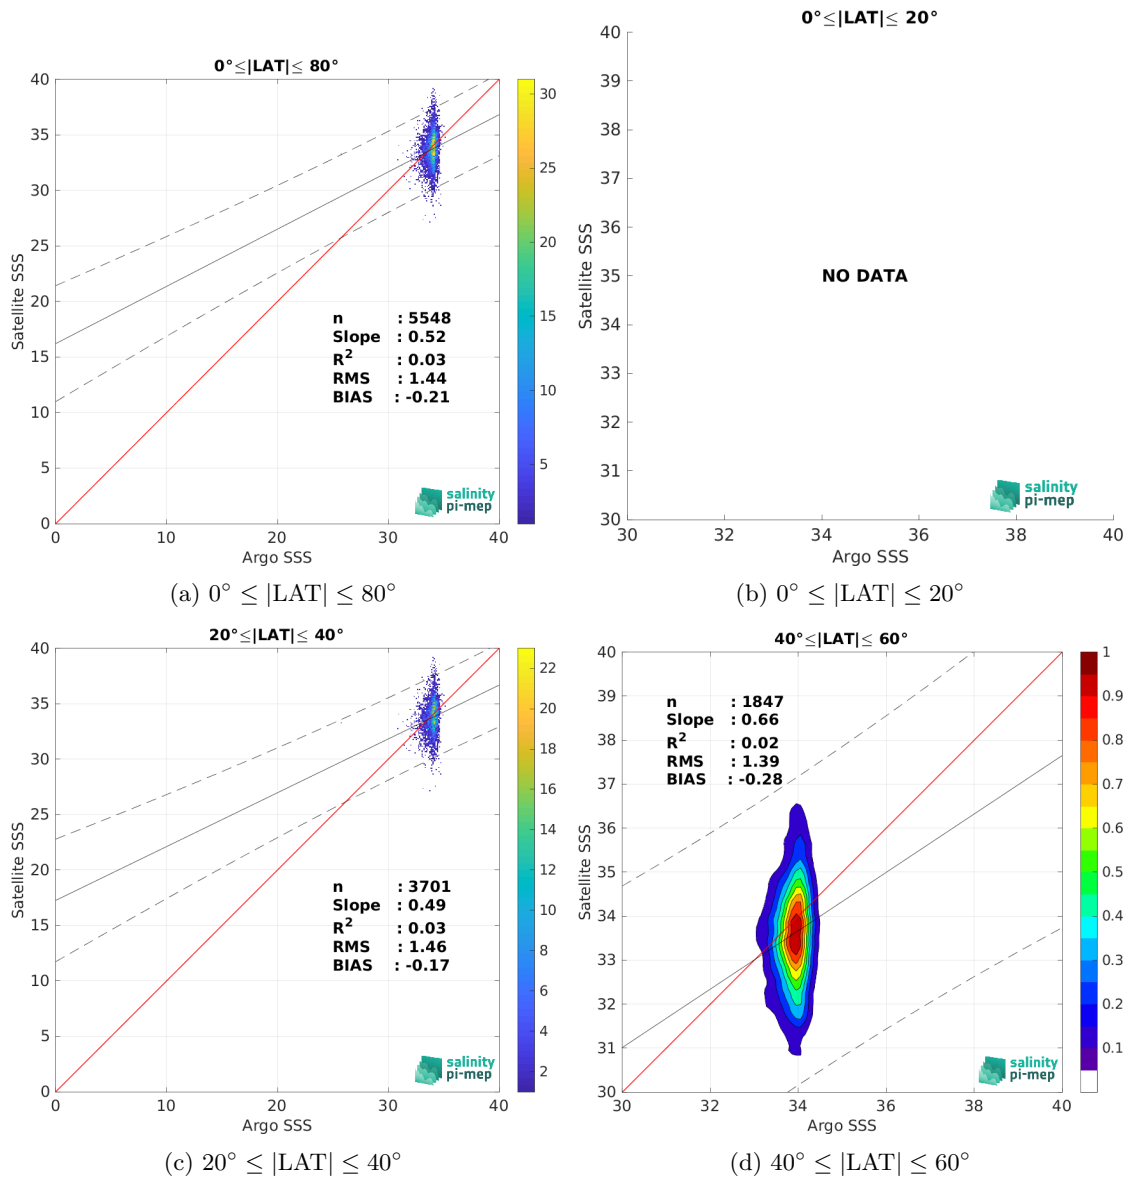 0°≤|LAT|≤ 80°
40
35
30
25
20
15
10
5
0
Satellite SSS
n : 5548
Slope : 0.52
R² : 0.03
RMS : 1.44
BIAS : -0.21
salinity
pi-mep
0 10 20 30 40
Argo SSS
30
25
20
15
10
5
(a) 0° ≤ |LAT| ≤ 80°
0°≤|LAT|≤ 20°
40
39
38
37
36
35
34
33
32
31
30
Satellite SSS
NO DATA
salinity
pi-mep
30 32 34 36 38 40
Argo SSS
(b) 0° ≤ |LAT| ≤ 20°
20°≤|LAT|≤ 40°
40
35
30
25
20
15
10
5
0
Satellite SSS
n : 3701
Slope : 0.49
R² : 0.03
RMS : 1.46
BIAS : -0.17
salinity
pi-mep
0 10 20 30 40
Argo SSS
22
20
18
16
14
12
10
8
6
4
2
(c) 20° ≤ |LAT| ≤ 40°
40°≤|LAT|≤ 60°
40
39
38
37
36
35
34
33
32
31
30
Satellite SSS
n : 1847
Slope : 0.66
R² : 0.02
RMS : 1.39
BIAS : -0.28
salinity
pi-mep
30 32 34 36 38 40
Argo SSS
1
0.9
0.8
0.7
0.6
0.5
0.4
0.3
0.2
0.1
(d) 40° ≤ |LAT| ≤ 60°